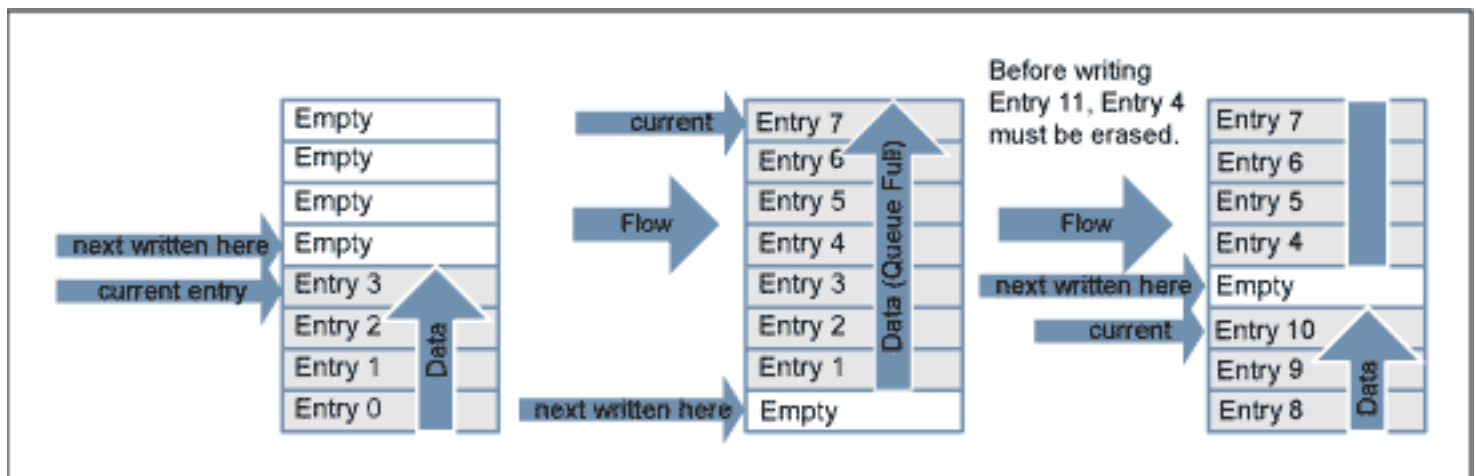 Empty
Empty
Empty
next written here
Empty
current entry
Entry 3
Entry 2
Entry 1
Entry 0
Data
current
Entry 7
Entry 6
Flow
Entry 5
Entry 4
Entry 3
Entry 2
Entry 1
next written here
Empty
Data (Queue Full)
Before writing
Entry 11, Entry 4
must be erased.
Entry 7
Entry 6
Flow
Entry 5
Entry 4
next written here
Empty
current
Entry 10
Entry 9
Entry 8
Data